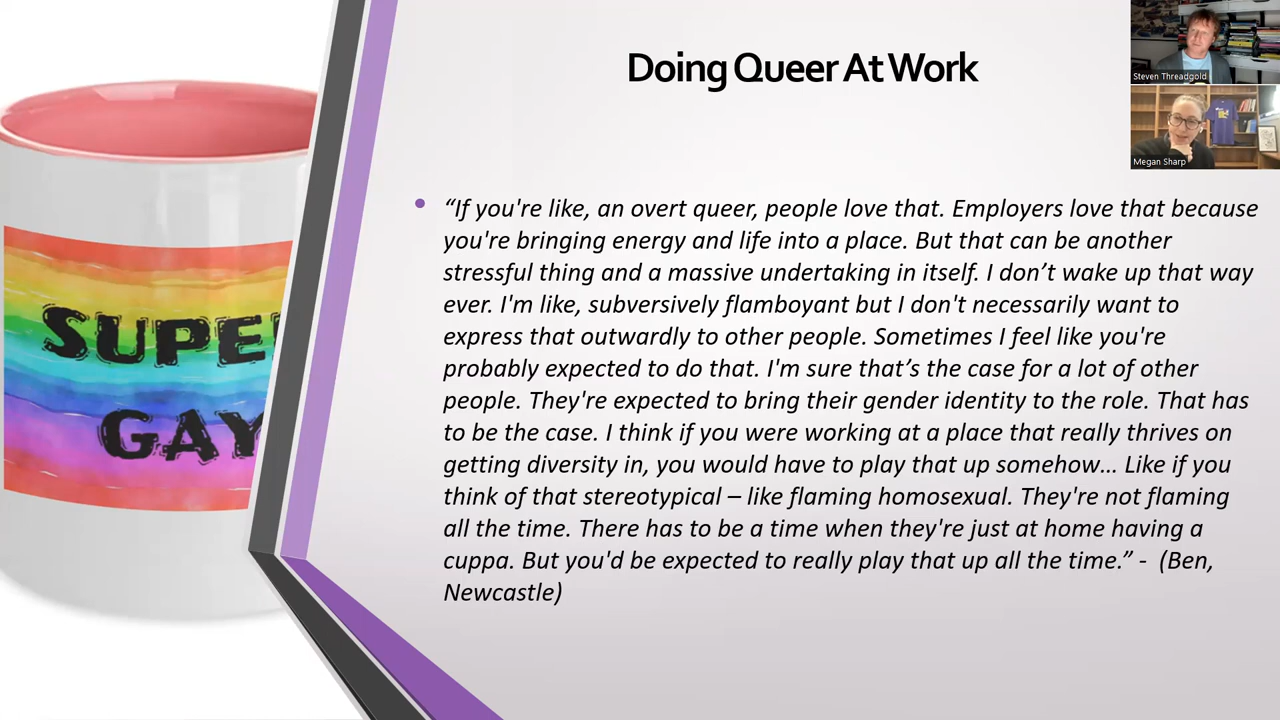 Doing Queer At Work
Steven Threadgold
Megan Sharp
SUPE
GAY
• “If you're like, an overt queer, people love that. Employers love that because
you're bringing energy and life into a place. But that can be another
stressful thing and a massive undertaking in itself. I don’t wake up that way
ever. I'm like, subversively flamboyant but I don't necessarily want to
express that outwardly to other people. Sometimes I feel like you're
probably expected to do that. I'm sure that’s the case for a lot of other
people. They're expected to bring their gender identity to the role. That has
to be the case. I think if you were working at a place that really thrives on
getting diversity in, you would have to play that up somehow… Like if you
think of that stereotypical – like flaming homosexual. They're not flaming
all the time. There has to be a time when they're just at home having a
cuppa. But you'd be expected to really play that up all the time.” - (Ben,
Newcastle)